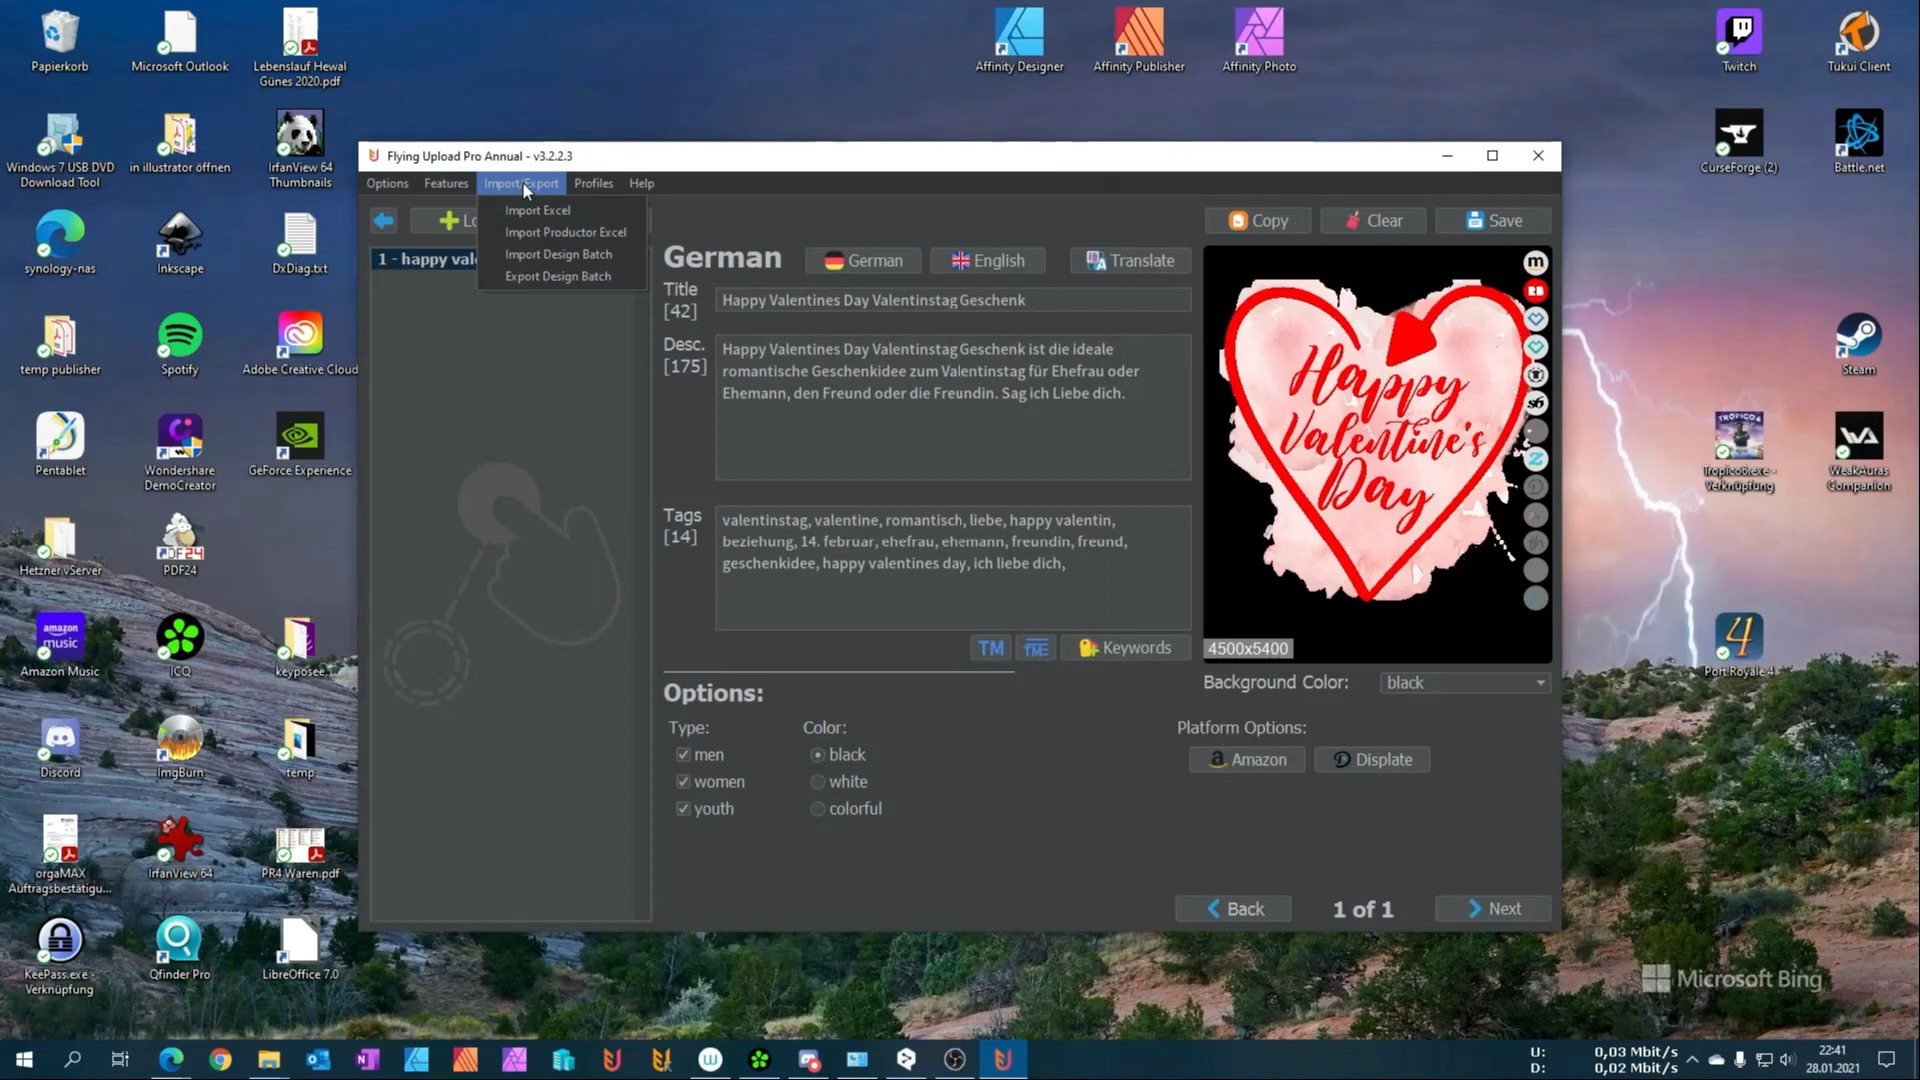 Papierkorb
Microsoft Outlook
Lebenslauf Hewal
Günes 2020.pdf
Affinity Designer
Affinity Publisher
Affinity Photo
Twitch
Tukui Client
Windows 7 USB DVD
Download Tool
in illustrator öffnen
IrfanView 64
Thumbnails
CurseForge (2)
Battle.net
Flying Upload Pro Annual - v3.2.2.3
Options
Features
Import/Export
Profiles
Help
Import Excel
Import Productor Excel
Import Design Batch
Export Design Batch
Copy
Clear
Save
1 - happy val
German
German
English
Translate
Title
[42]
Happy Valentines Day Valentinstag Geschenk
Desc.
[175]
Happy Valentines Day Valentinstag Geschenk ist die ideale
romantische Geschenkidee zum Valentinstag für Ehefrau oder
Ehemann, den Freund oder die Freundin. Sag ich Liebe dich.
Tags
[14]
valentinstag, valentine, romantisch, liebe, happy valentin,
beziehung, 14. februar, ehefrau, ehemann, freundin, freund,
geschenkidee, happy valentines day, ich liebe dich,
TM
Keywords
Happy
Valentine's
Day
4500x5400
Background Color:
black
Options:
Type:
men
women
youth
Color:
black
white
colorful
Platform Options:
Amazon
Displate
Back
1 of 1
Next
synology-nas
Inkscape
DxDiag.txt
temp publisher
Spotify
Adobe Creative Cloud
Steam
Pentablet
Wondershare
DemoCreator
GeForce Experience
TROPICO 6
Tropico6.exe -
Verknüpfung
WeakAuras
Companion
Hetzner vServer
PDF24
amazon
music
Amazon Music
ICQ
keyposee...
Port Royale 4
Discord
ImgBurn
temp
orgaMAX
Auftragsbestätigu...
IrfanView 64
PR4 Waren.pdf
KeePass.exe -
Verknüpfung
Qfinder Pro
LibreOffice 7.0
Microsoft Bing
U:
D:
0,03 Mbit/s
0,02 Mbit/s
22:41
28.01.2021